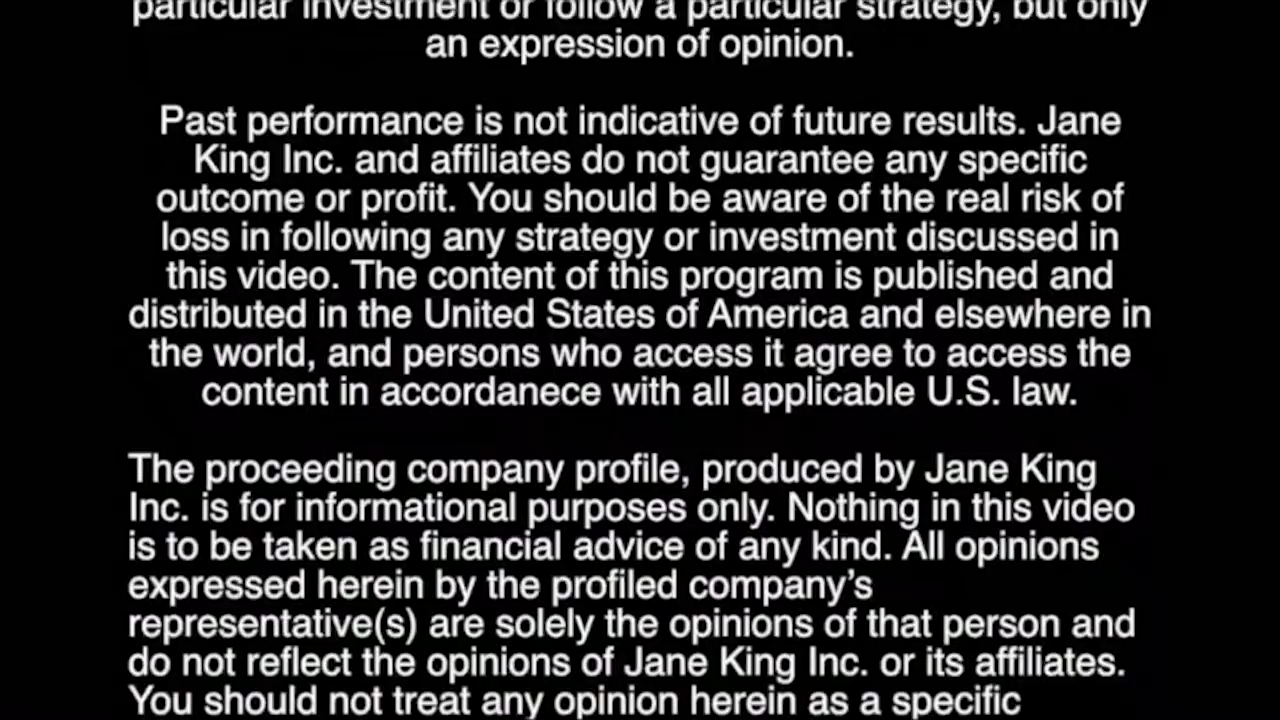 particular investment or follow a particular strategy, but only
an expression of opinion.
Past performance is not indicative of future results. Jane
King Inc. and affiliates do not guarantee any specific
outcome or profit. You should be aware of the real risk of
loss in following any strategy or investment discussed in
this video. The content of this program is published and
distributed in the United States of America and elsewhere in
the world, and persons who access it agree to access the
content in accordanece with all applicable U.S. law.
The proceeding company profile, produced by Jane King
Inc. is for informational purposes only. Nothing in this video
is to be taken as financial advice of any kind. All opinions
expressed herein by the profiled company’s
representative(s) are solely the opinions of that person and
do not reflect the opinions of Jane King Inc. or its affiliates.
You should not treat any opinion herein as a specific